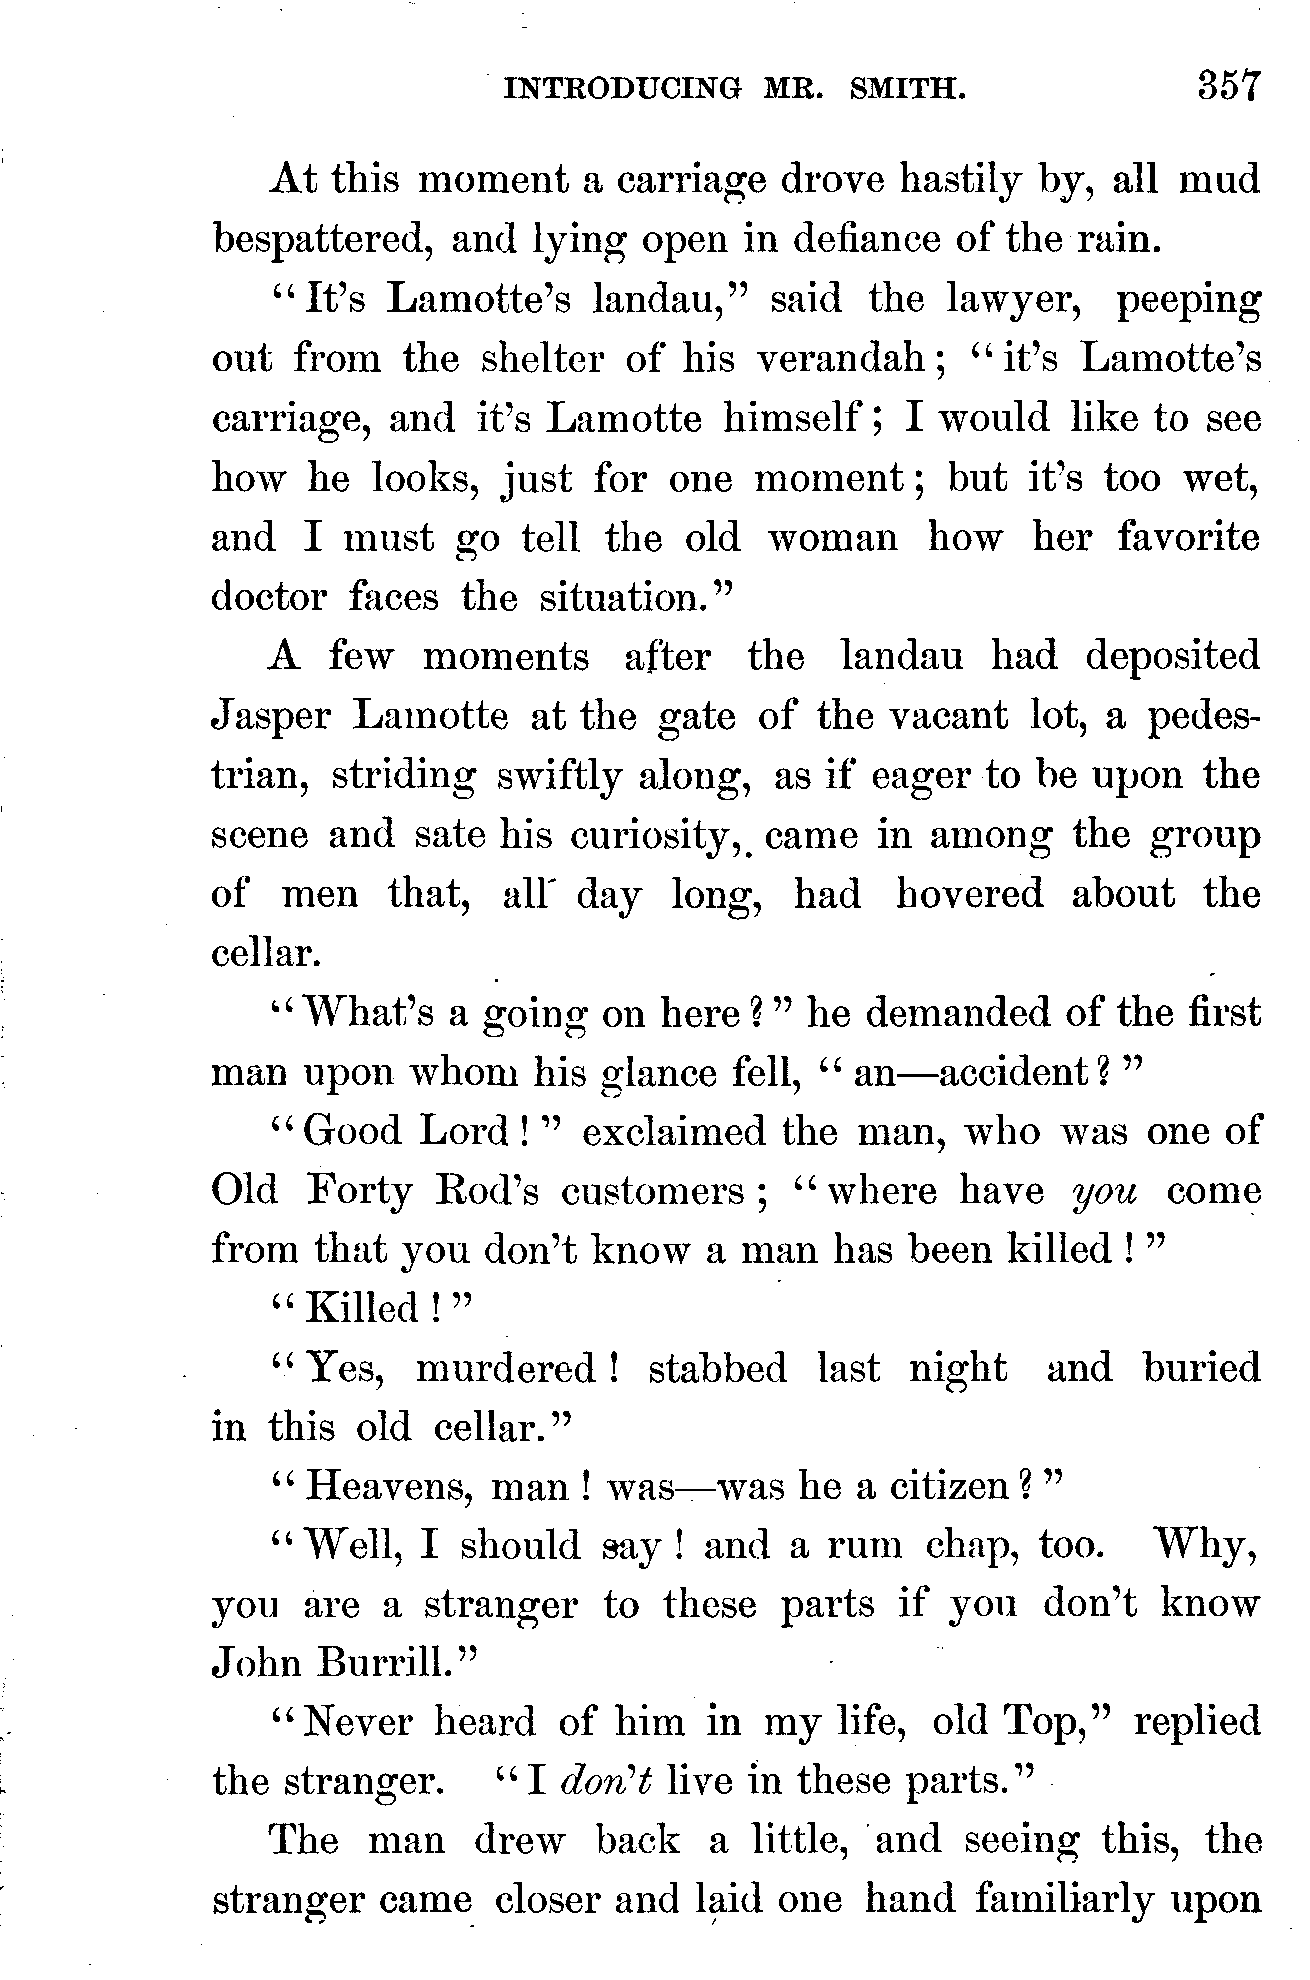 INTRODUCING MR. SMITH. 357
At this moment a carriage drove hastily by, all mud
bespattered, and lying open in defiance of the rain.
"It's Lamotte's landau," said the lawyer, peeping
out from the shelter of his verandah; "it's Lamotte's
carriage, and it's Lamotte himself; I would like to see
how he looks, just for one moment; but it's too wet,
and I must go tell the old woman how her favorite
doctor faces the situation."
A few moments after the landau had deposited
Jasper Lamotte at the gate of the vacant lot, a pedes-
trian, striding swiftly along, as if eager to be upon the
scene and sate his curiosity, came in among the group
of men that, all day long, had hovered about the
cellar.
"What's a going on here?" he demanded of the first
man upon whom his glance fell, "an—accident?"
"Good Lord!" exclaimed the man, who was one of
Old Forty Rod's customers; "where have you come
from that you don't know a man has been killed!"
"Killed!"
"Yes, murdered! stabbed last night and buried
in this old cellar."
"Heavens, man! was—was he a citizen?"
"Well, I should say! and a rum chap, too. Why,
you are a stranger to these parts if you don't know
John Burrill."
"Never heard of him in my life, old Top," replied
the stranger. "I don't live in these parts."
The man drew back a little, and seeing this, the
stranger came closer and laid one hand familiarly upon